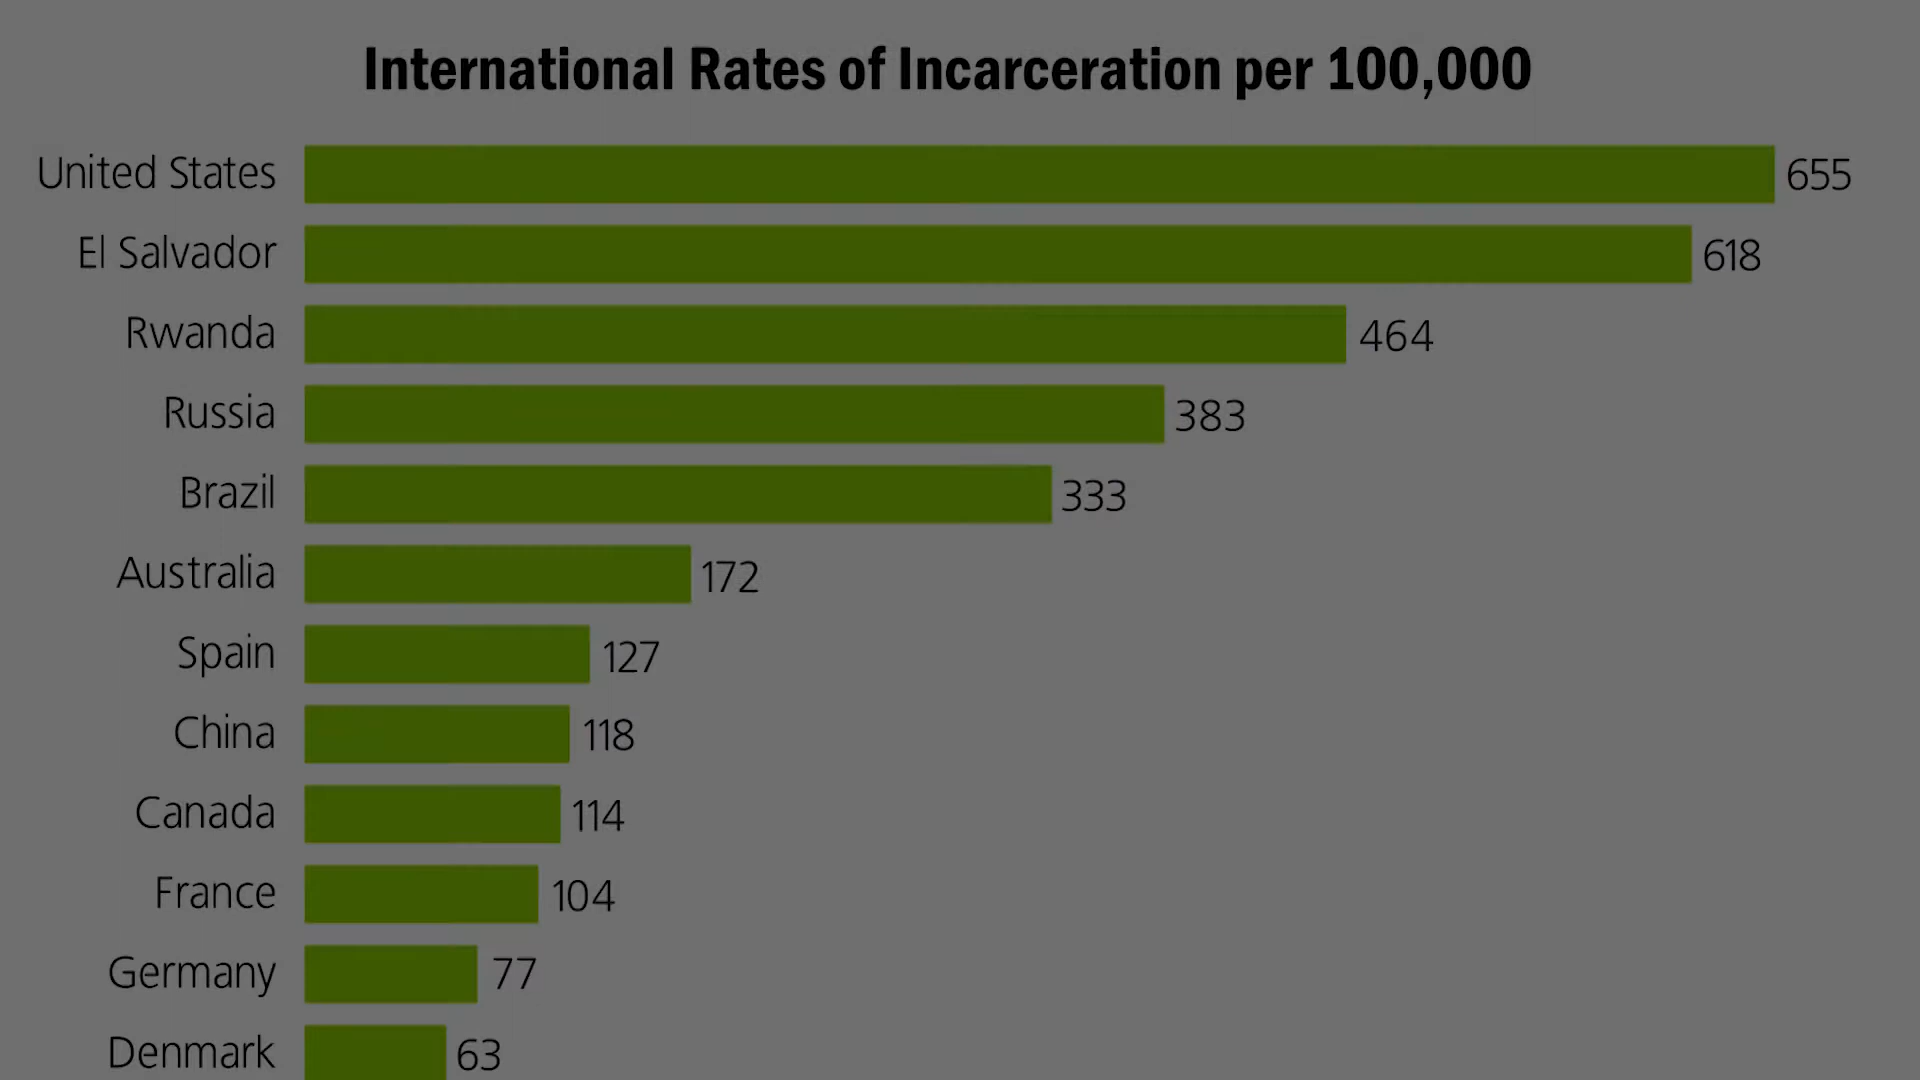 International Rates of Incarceration per 100,000
United States 655
El Salvador 618
Rwanda 464
Russia 383
Brazil 333
Australia 172
Spain 127
China 118
Canada 114
France 104
Germany 77
Denmark 63